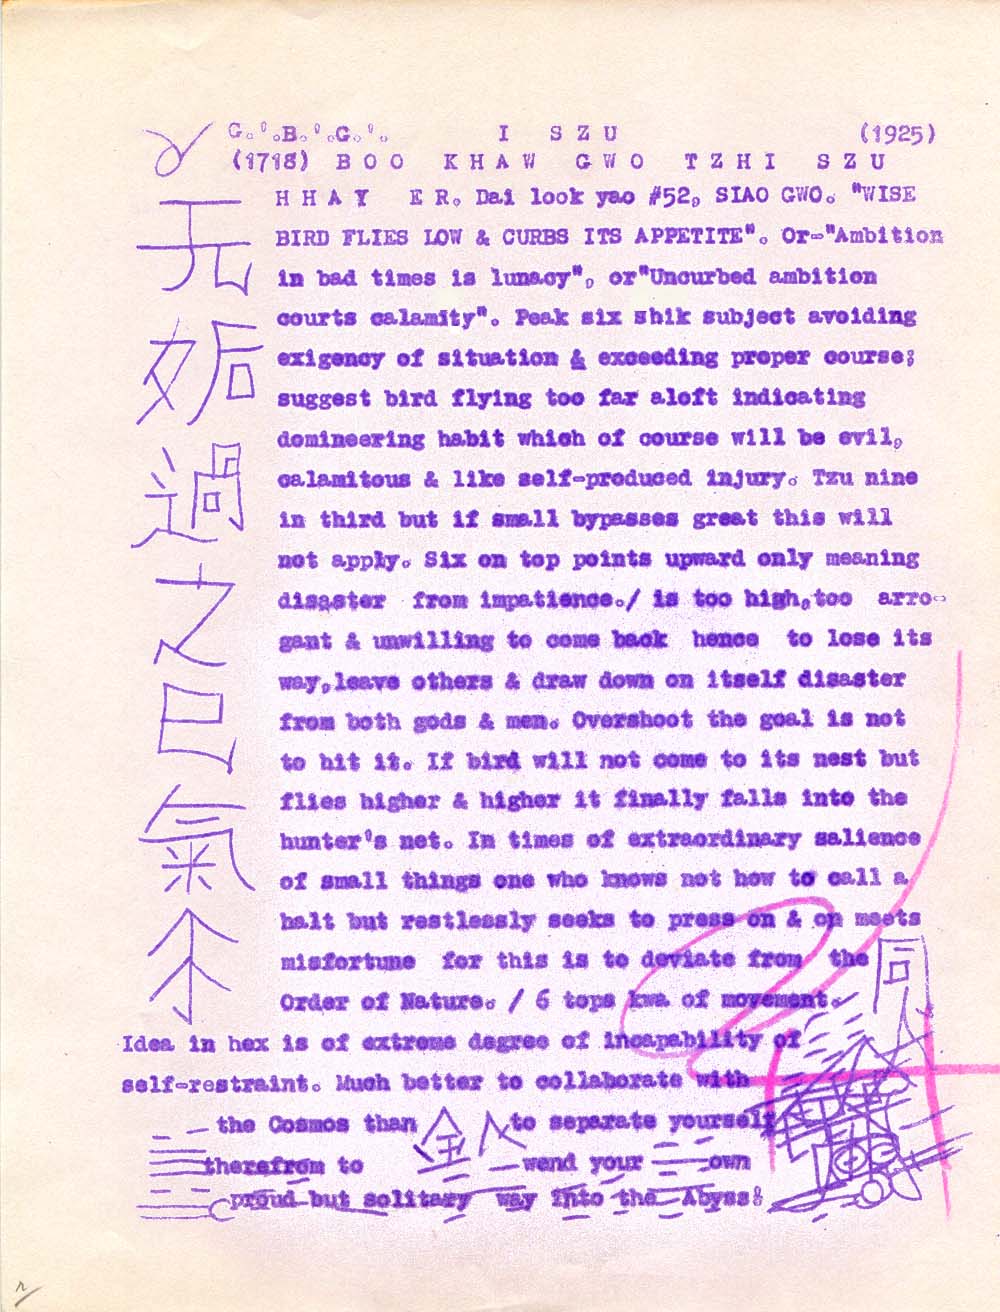 G.'.B.'.G.'. I SZU (1925)
(1718) BOO KHAW GWO TZHI SZU
HHAY ER. Dai look yao #52, SIAO GWO. "WISE
BIRD FLIES LOW & CURBS ITS APPETITE". Or-"Ambition
in bad times is lunacy", or"Uncurbed ambition
courts calamity". Peak six shik subject avoiding
exigency of situation & exceeding proper course;
suggest bird flying too far aloft indicating
domineering habit which of course will be evil,
calamitous & like self-produced injury. Tzu nine
in third but if small bypasses great this will
not apply. Six on top points upward only meaning
disaster from impatience./ is too high,too arro-
gant & unwilling to come back hence to lose its
way,leave others & draw down on itself disaster
from both gods & men. Overshoot the goal is not
to hit it. If bird will not come to its nest but
flies higher & higher it finally falls into the
hunter's net. In times of extraordinary salience
of small things one who knows not how to call a
halt but restlessly seeks to press on & on meets
misfortune for this is to deviate from the
Order of Nature. / 6 tops kwa of movement.
Idea in hex is of extreme degree of incapability of
self-restraint. Much better to collaborate with
the Cosmos than to separate yourself
therefrom to wend your own
proud but solitary way into the Abyss!
過
之
氣